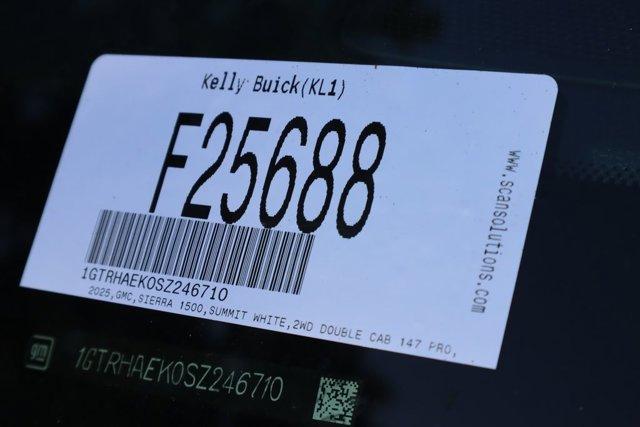 Kelly Buick(KL1)
F25688
www.scansolutions.com
1GTRHAEK0SZ246710
2025,GMC,SIERRA 1500,SUMMIT WHITE,2WD DOUBLE CAB 147 PRO,
gm
1GTRHAEK0SZ246710